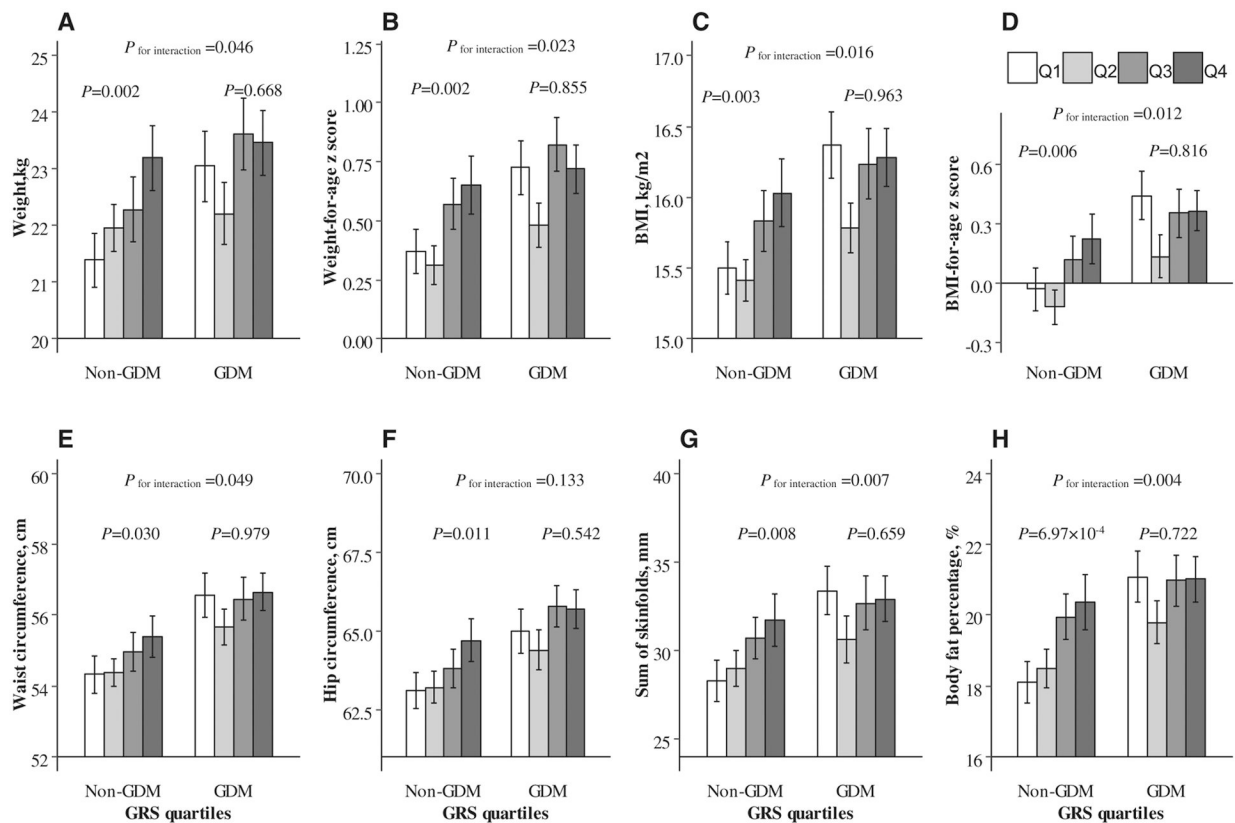 A
P for interaction =0.046
P=0.002
P=0.668
Weight,kg
25
24
23
22
21
20
Non-GDM
GDM
B
P for interaction =0.023
P=0.002
P=0.855
Weight-for-age z score
1.25
1.00
0.75
0.50
0.25
0.00
Non-GDM
GDM
C
P for interaction =0.016
P=0.003
P=0.963
BMI, kg/m2
17.0
16.5
16.0
15.5
15.0
Non-GDM
GDM
D
Q1 Q2 Q3 Q4
P for interaction =0.012
P=0.006
P=0.816
BMI-for-age z score
0.6
0.3
0.0
-0.3
Non-GDM
GDM
E
P for interaction =0.049
P=0.030
P=0.979
Waist circumference, cm
60
58
56
54
52
Non-GDM
GDM
GRS quartiles
F
P for interaction =0.133
P=0.011
P=0.542
Hip circumference, cm
70.0
67.5
65.0
62.5
Non-GDM
GDM
GRS quartiles
G
P for interaction =0.007
P=0.008
P=0.659
Sum of skinfolds, mm
40
35
30
25
Non-GDM
GDM
GRS quartiles
H
P for interaction =0.004
P=6.97×10⁻⁴
P=0.722
Body fat percentage, %
24
22
20
18
16
Non-GDM
GDM
GRS quartiles